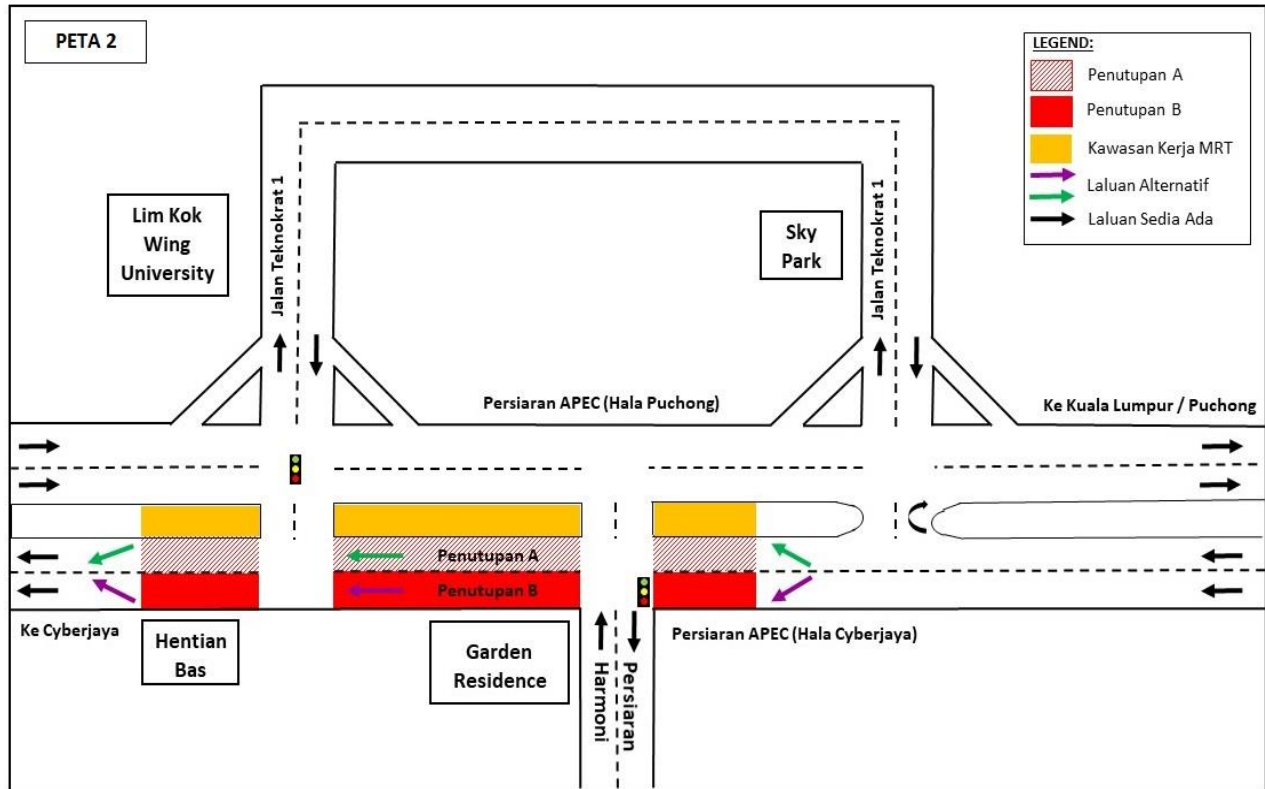 PETA 2
LEGEND:
Penutupan A
Penutupan B
Kawasan Kerja MRT
Laluan Alternatif
Laluan Sedia Ada
Lim Kok
Wing
University
Jalan Teknokrat 1
Sky
Park
Jalan Teknokrat 1
Persiaran APEC (Hala Puchong)
Ke Kuala Lumpur / Puchong
Penutupan A
Penutupan B
Ke Cyberjaya
Hentian
Bas
Garden
Residence
Persiaran
Harmoni
Persiaran APEC (Hala Cyberjaya)